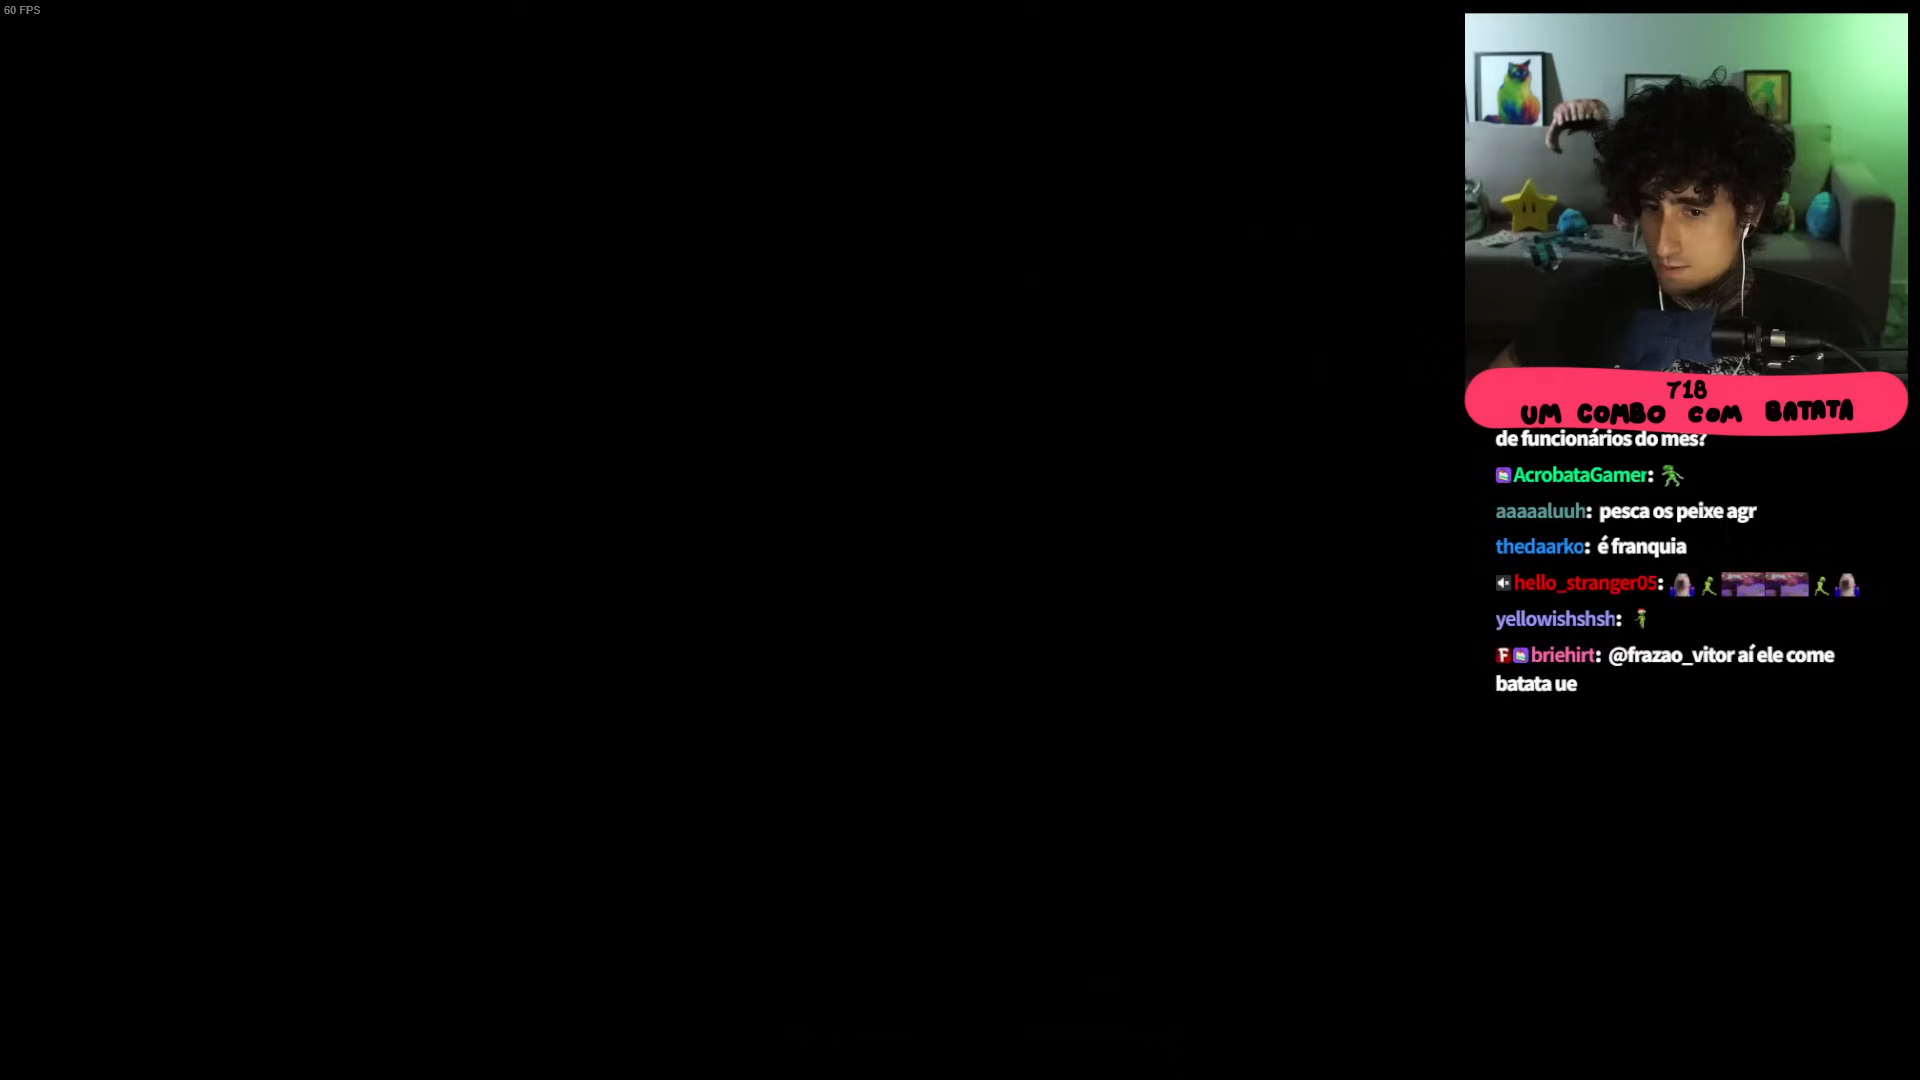 60 FPS
718
UM COMBO COM BATATA
de funcionários do mes?
AcrobataGamer:
aaaaaluuh: pesca os peixe agr
thedaarko: é franquia
hello_stranger05:
yellowishshsh:
F briehirt: @frazao_vitor aí ele come
batata ue